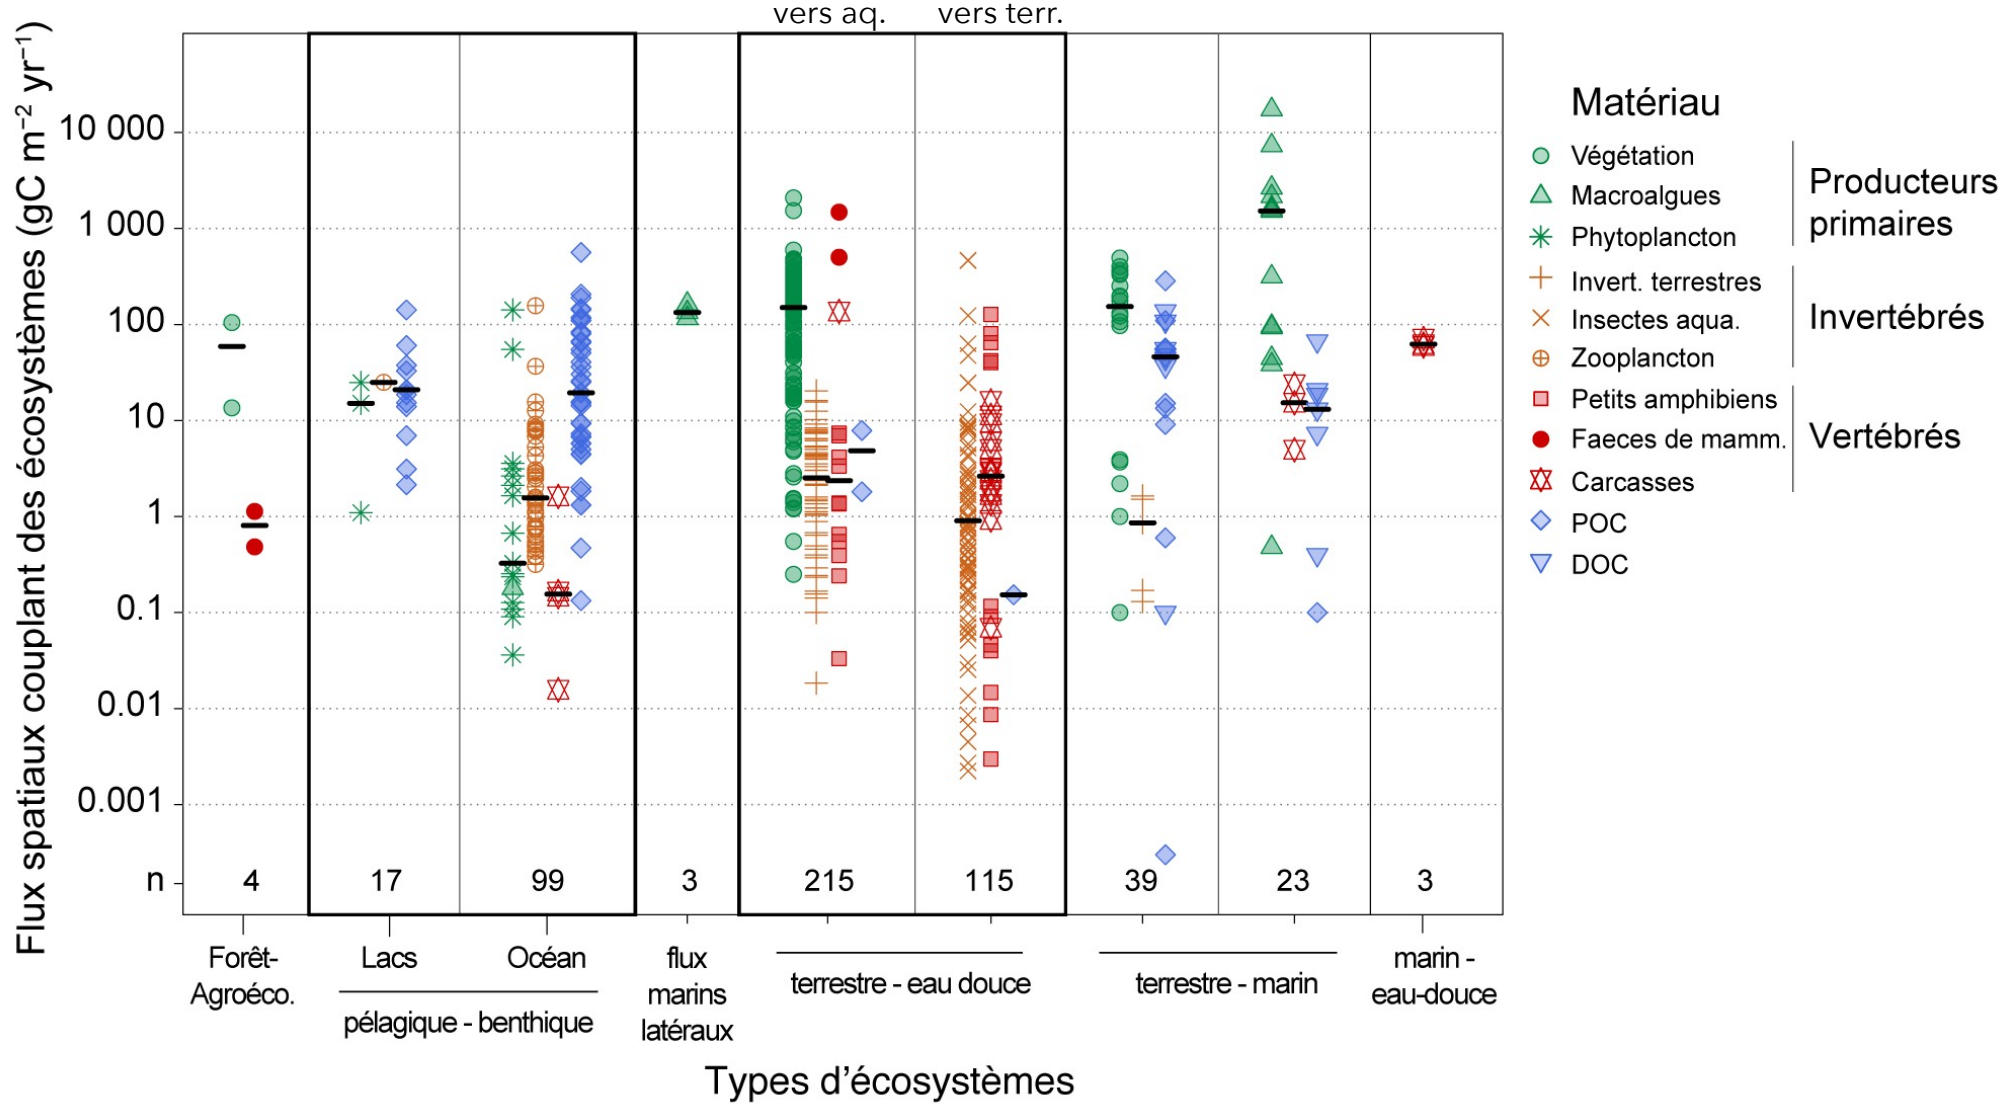 vers aq. vers terr.
Flux spatiaux couplant des écosystèmes (gC m⁻² yr⁻¹)
10 000
1 000
100
10
1
0.1
0.01
0.001
n 4 17 99 3 215 115 39 23 3
Forêt-
Agroéco.
Lacs
Océan
pélagique - benthique
flux
marins
latéraux
terrestre - eau douce
terrestre - marin
marin -
eau-douce
Types d’écosystèmes
Matériau
Végétation
Macroalgues
Phytoplancton
Producteurs
primaires
Invert. terrestres
Insectes aqua.
Zooplancton
Invertébrés
Petits amphibiens
Faeces de mamm.
Carcasses
Vertébrés
POC
DOC